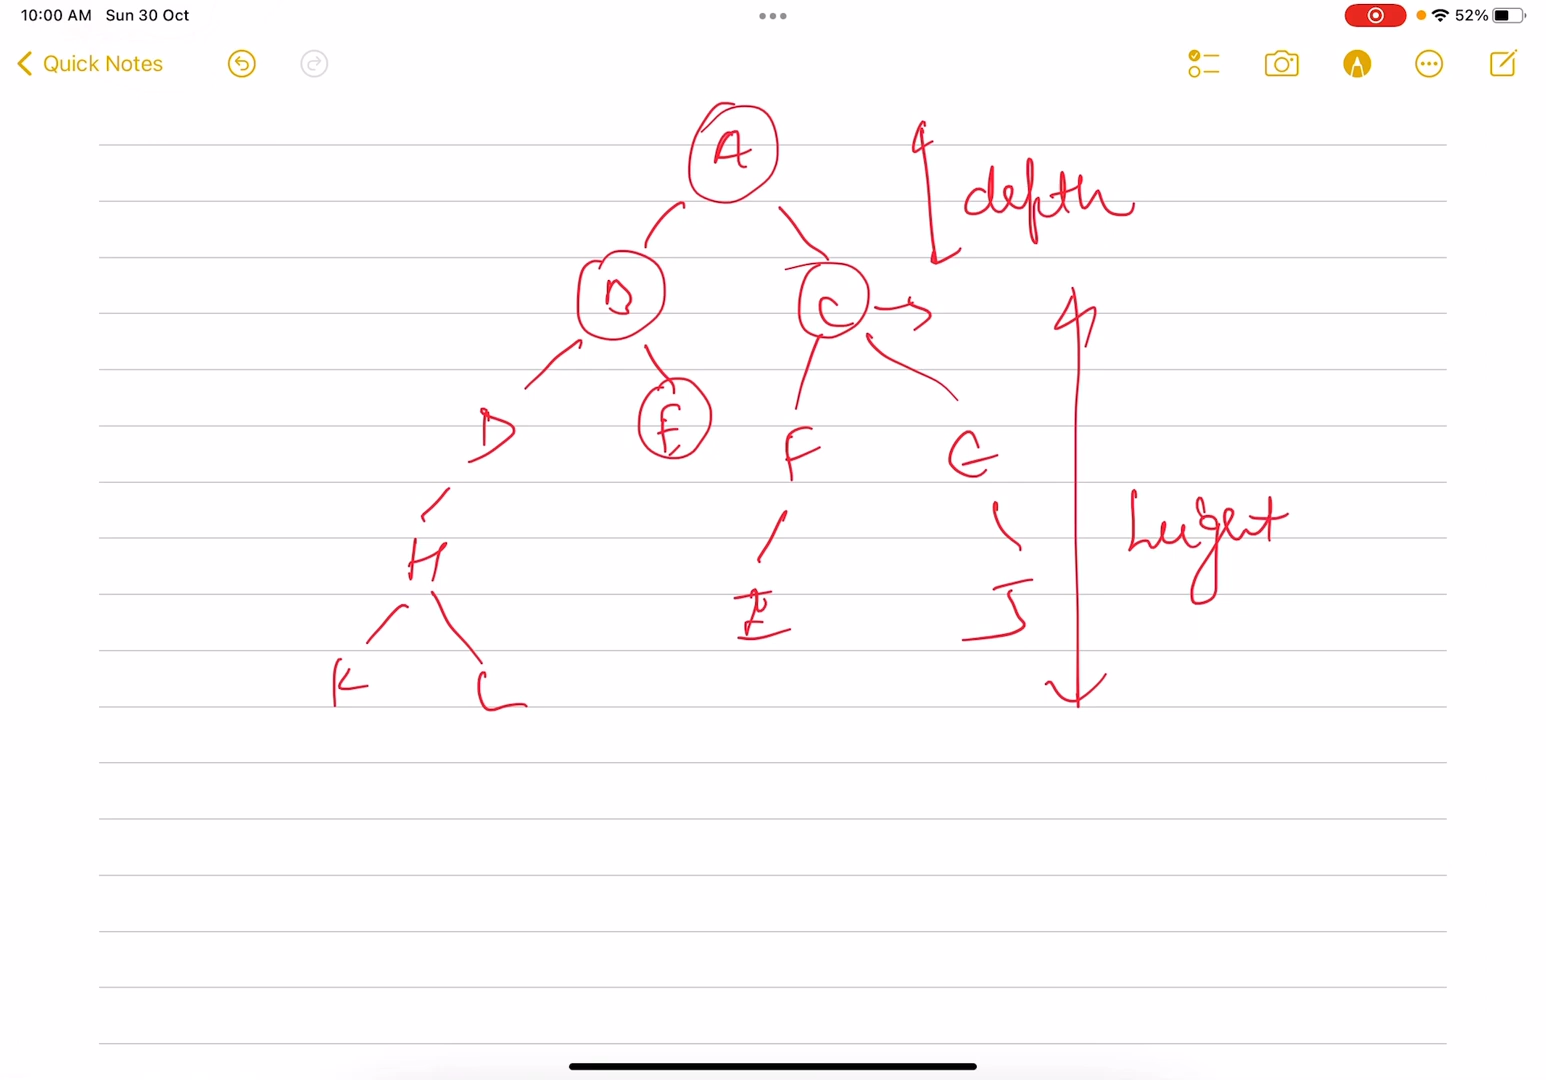 10:00 AM Sun 30 Oct
52%
Quick Notes
A
depth
B
C
D
E
F
G
Height
H
I
J
K
L